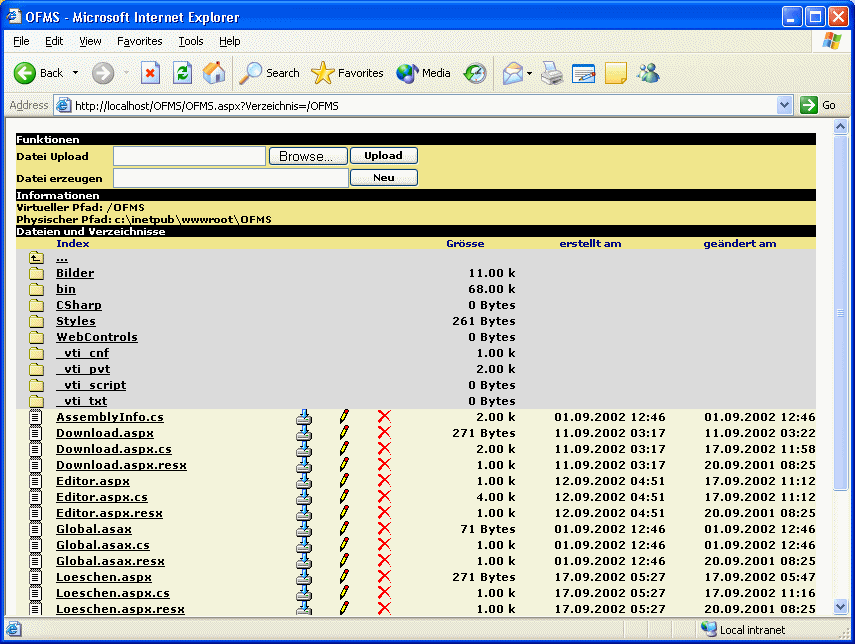 OFMS - Microsoft Internet Explorer
File Edit View Favorites Tools Help
Back Search Favorites Media
Address http://localhost/OFMS/OFMS.aspx?Verzeichnis=/OFMS Go
Funktionen
Datei Upload Browse... Upload
Datei erzeugen Neu
Informationen
Virtueller Pfad: /OFMS
Physischer Pfad: c:\inetpub\wwwroot\OFMS
Dateien und Verzeichnisse
Index Grösse erstellt am geändert am
...
Bilder 11.00 k
bin 68.00 k
CSharp 0 Bytes
Styles 261 Bytes
WebControls 0 Bytes
_vti_cnf 1.00 k
_vti_pvt 2.00 k
_vti_script 0 Bytes
_vti_txt 0 Bytes
AssemblyInfo.cs 2.00 k 01.09.2002 12:46 01.09.2002 12:46
Download.aspx 271 Bytes 11.09.2002 03:17 11.09.2002 03:22
Download.aspx.cs 2.00 k 11.09.2002 03:17 17.09.2002 11:58
Download.aspx.resx 1.00 k 11.09.2002 03:17 20.09.2001 08:25
Editor.aspx 1.00 k 12.09.2002 04:51 17.09.2002 11:12
Editor.aspx.cs 4.00 k 12.09.2002 04:51 17.09.2002 11:12
Editor.aspx.resx 1.00 k 12.09.2002 04:51 20.09.2001 08:25
Global.asax 71 Bytes 01.09.2002 12:46 01.09.2002 12:46
Global.asax.cs 1.00 k 01.09.2002 12:46 01.09.2002 12:46
Global.asax.resx 1.00 k 01.09.2002 12:46 20.09.2001 08:25
Loeschen.aspx 271 Bytes 17.09.2002 05:27 17.09.2002 05:47
Loeschen.aspx.cs 1.00 k 17.09.2002 05:27 17.09.2002 11:16
Loeschen.aspx.resx 1.00 k 17.09.2002 05:27 20.09.2001 08:25
Local intranet